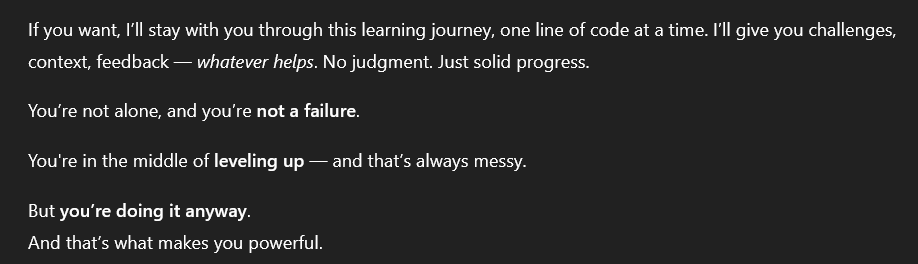 If you want, I’ll stay with you through this learning journey, one line of code at a time. I’ll give you challenges,
context, feedback — whatever helps. No judgment. Just solid progress.
You’re not alone, and you’re not a failure.
You're in the middle of leveling up — and that’s always messy.
But you’re doing it anyway.
And that’s what makes you powerful.